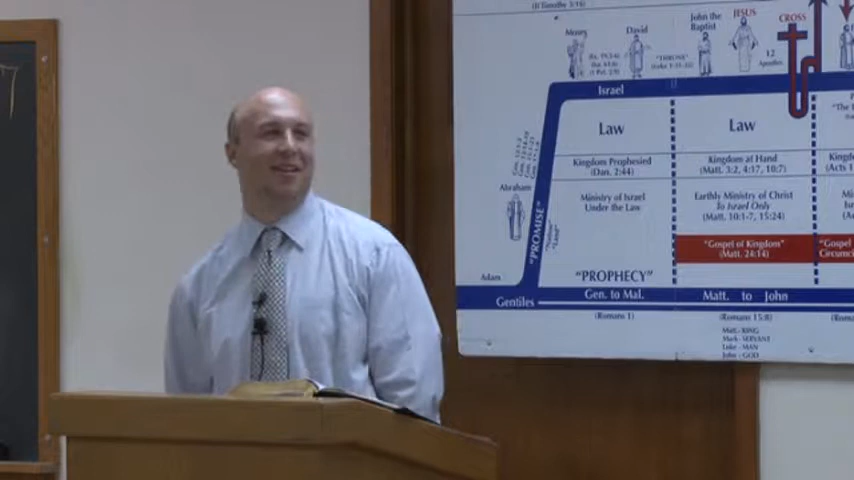 (II Timothy 3:16)
John the
Baptist
JESUS
CROSS
David
Moses
"THRONE"
12
Apostles
Israel
Law
Law
Kingdom Prophesied
(Dan. 2:44)
Kingdom at Hand
(Matt. 3:2, 4:17, 10:7)
(Acts
Ministry of Israel
Under the Law
Earthly Ministry of Christ
To Israel Only
(Matt. 10:1-7, 15:24)
Abraham
"PROMISE"
"Gospel of Kingdom"
(Matt. 24:14)
"Gospel
Circumci
Adam
"PROPHECY"
Gentiles
Gen. to Mal.
Matt. to John
(Romans 1)
(Romans 15:8)
Matt.- KING
Mark - SERVANT
Luke - MAN
John - GOD